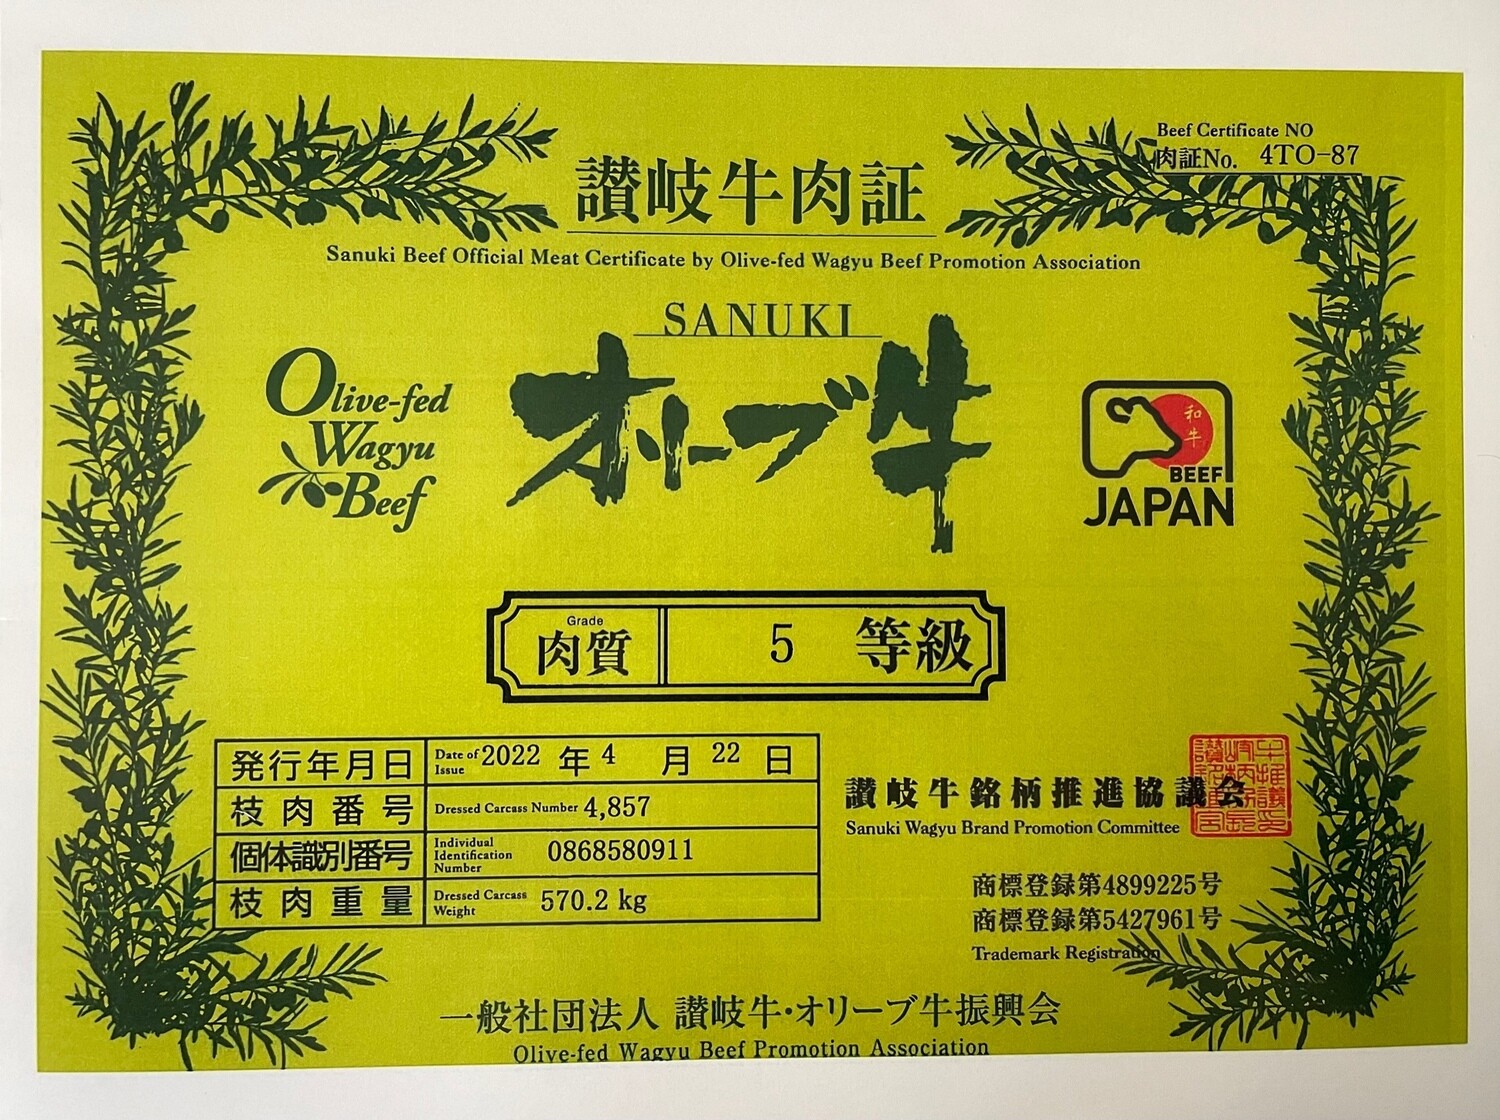 Beef Certificate NO
肉証No. 4TO-87
讃岐牛肉証
Sanuki Beef Official Meat Certificate by Olive-fed Wagyu Beef Promotion Association
SANUKI
オリーブ牛
Olive-fed
Wagyu
Beef
和牛
BEEF
JAPAN
Grade
肉質 5 等級
発行年月日 Date of Issue 2022 年 4 月 22 日
枝肉番号 Dressed Carcass Number 4,857
個体識別番号 Individual Identification Number 0868580911
枝肉重量 Dressed Carcass Weight 570.2 kg
讃岐牛銘柄推進協議会
Sanuki Wagyu Brand Promotion Committee
商標登録第4899225号
商標登録第5427961号
Trademark Registration
一般社団法人 讃岐牛・オリーブ牛振興会
Olive-fed Wagyu Beef Promotion Association